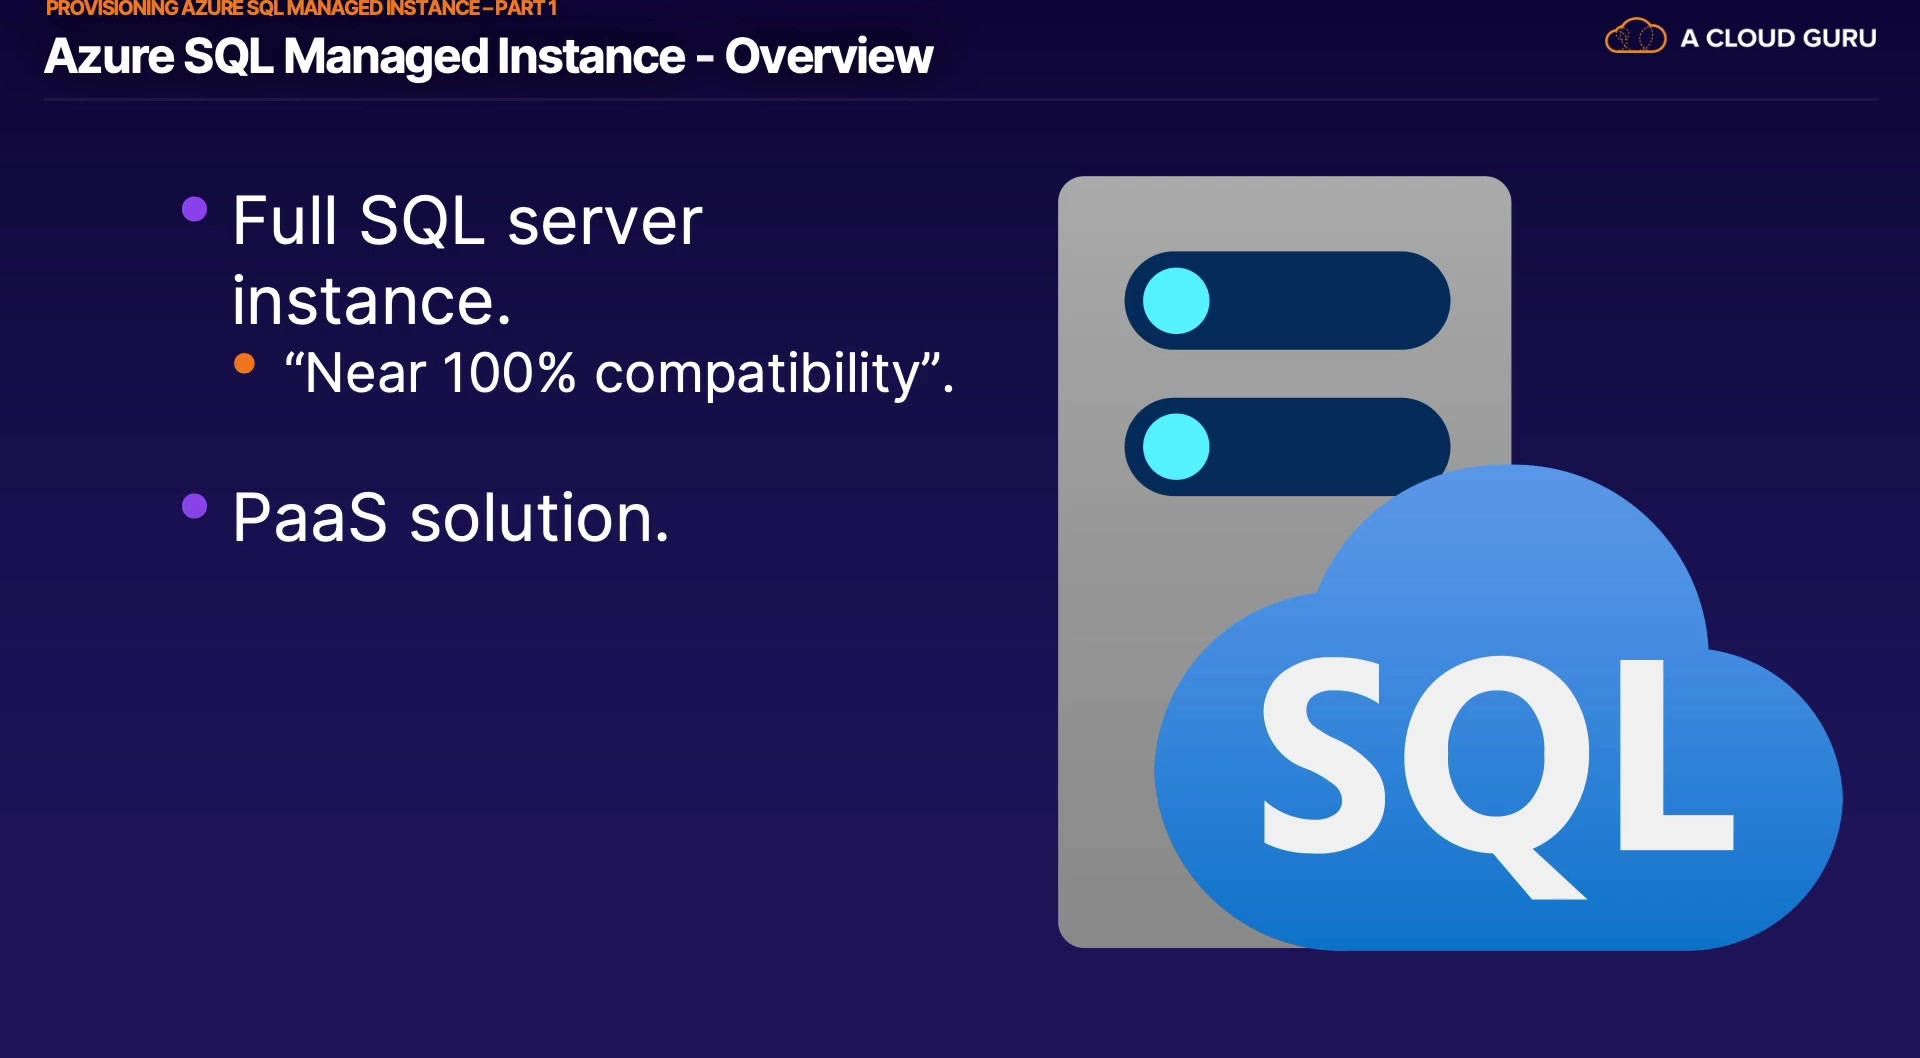 PROVISIONING AZURE SQL MANAGED INSTANCE – PART 1
Azure SQL Managed Instance - Overview
A CLOUD GURU
Full SQL server
instance.
“Near 100% compatibility”.
PaaS solution.
SQL